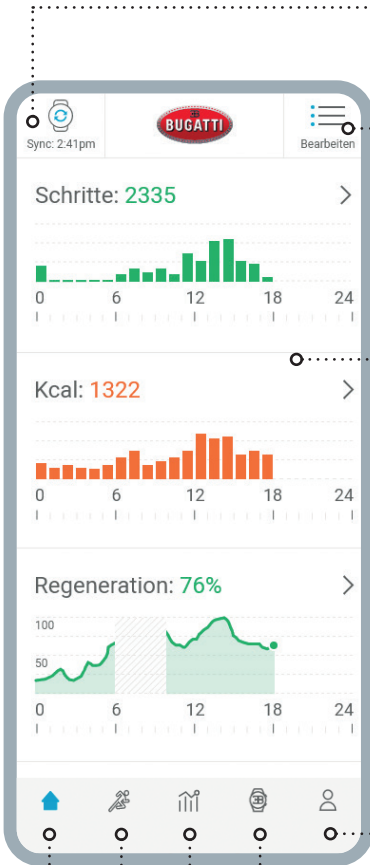 Sync: 2:41pm
BUGATTI
Bearbeiten
Schritte: 2335
0 6 12 18 24
Kcal: 1322
0 6 12 18 24
Regeneration: 76%
100
50
0 6 12 18 24